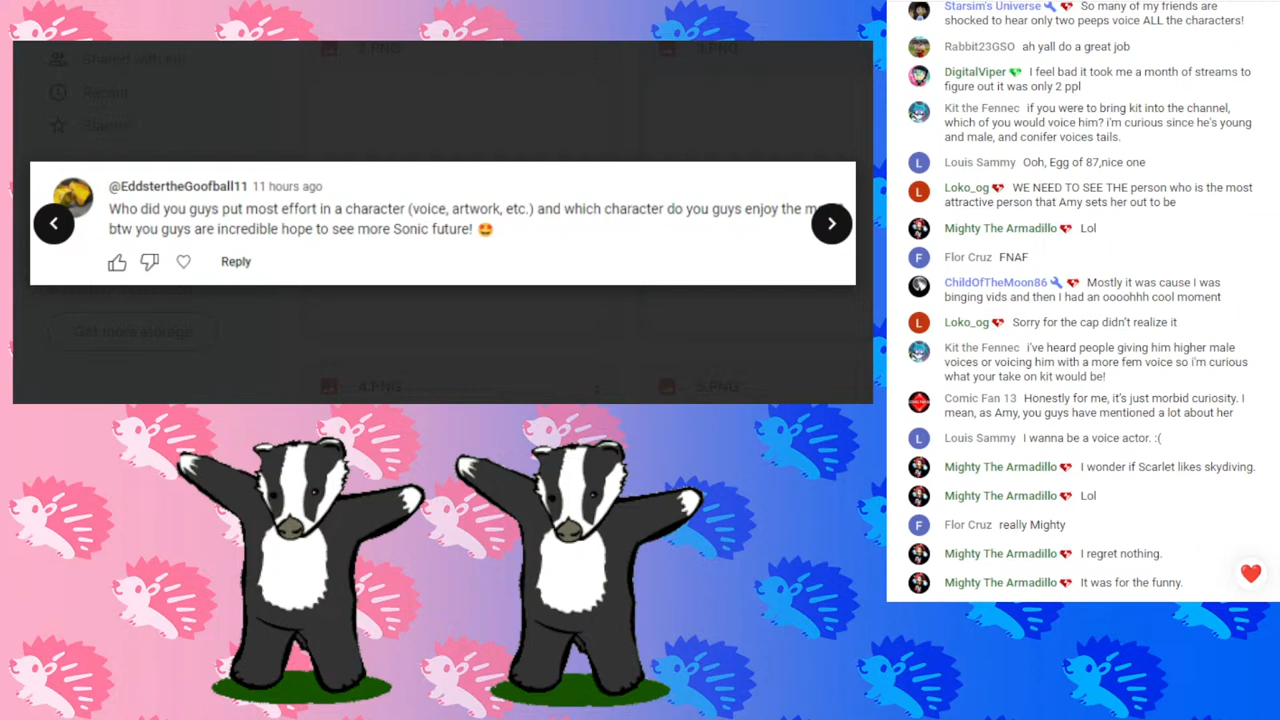 2.PNG
3.PNG
Shared with me
Recent
Starred
@EddstertheGoofball11 11 hours ago
Who did you guys put most effort in a character (voice, artwork, etc.) and which character do you guys enjoy the
btw you guys are incredible hope to see more Sonic future! 🤩
Reply
Get more storage
4.PNG
5.PNG
Starsim's Universe So many of my friends are
shocked to hear only two peeps voice ALL the characters!
Rabbit23GSO ah yall do a great job
DigitalViper I feel bad it took me a month of streams to
figure out it was only 2 ppl
Kit the Fennec if you were to bring kit into the channel,
which of you would voice him? i'm curious since he's young
and male, and conifer voices tails.
L Louis Sammy Ooh, Egg of 87,nice one
L Loko_og WE NEED TO SEE THE person who is the most
attractive person that Amy sets her out to be
Mighty The Armadillo Lol
F Flor Cruz FNAF
ChildOfTheMoon86 Mostly it was cause I was
binging vids and then I had an oooohhh cool moment
L Loko_og Sorry for the cap didn't realize it
Kit the Fennec i've heard people giving him higher male
voices or voicing him with a more fem voice so i'm curious
what your take on kit would be!
Comic Fan 13 Honestly for me, it's just morbid curiosity. I
mean, as Amy, you guys have mentioned a lot about her
L Louis Sammy I wanna be a voice actor. :(
Mighty The Armadillo I wonder if Scarlet likes skydiving.
Mighty The Armadillo Lol
F Flor Cruz really Mighty
Mighty The Armadillo I regret nothing.
Mighty The Armadillo It was for the funny.